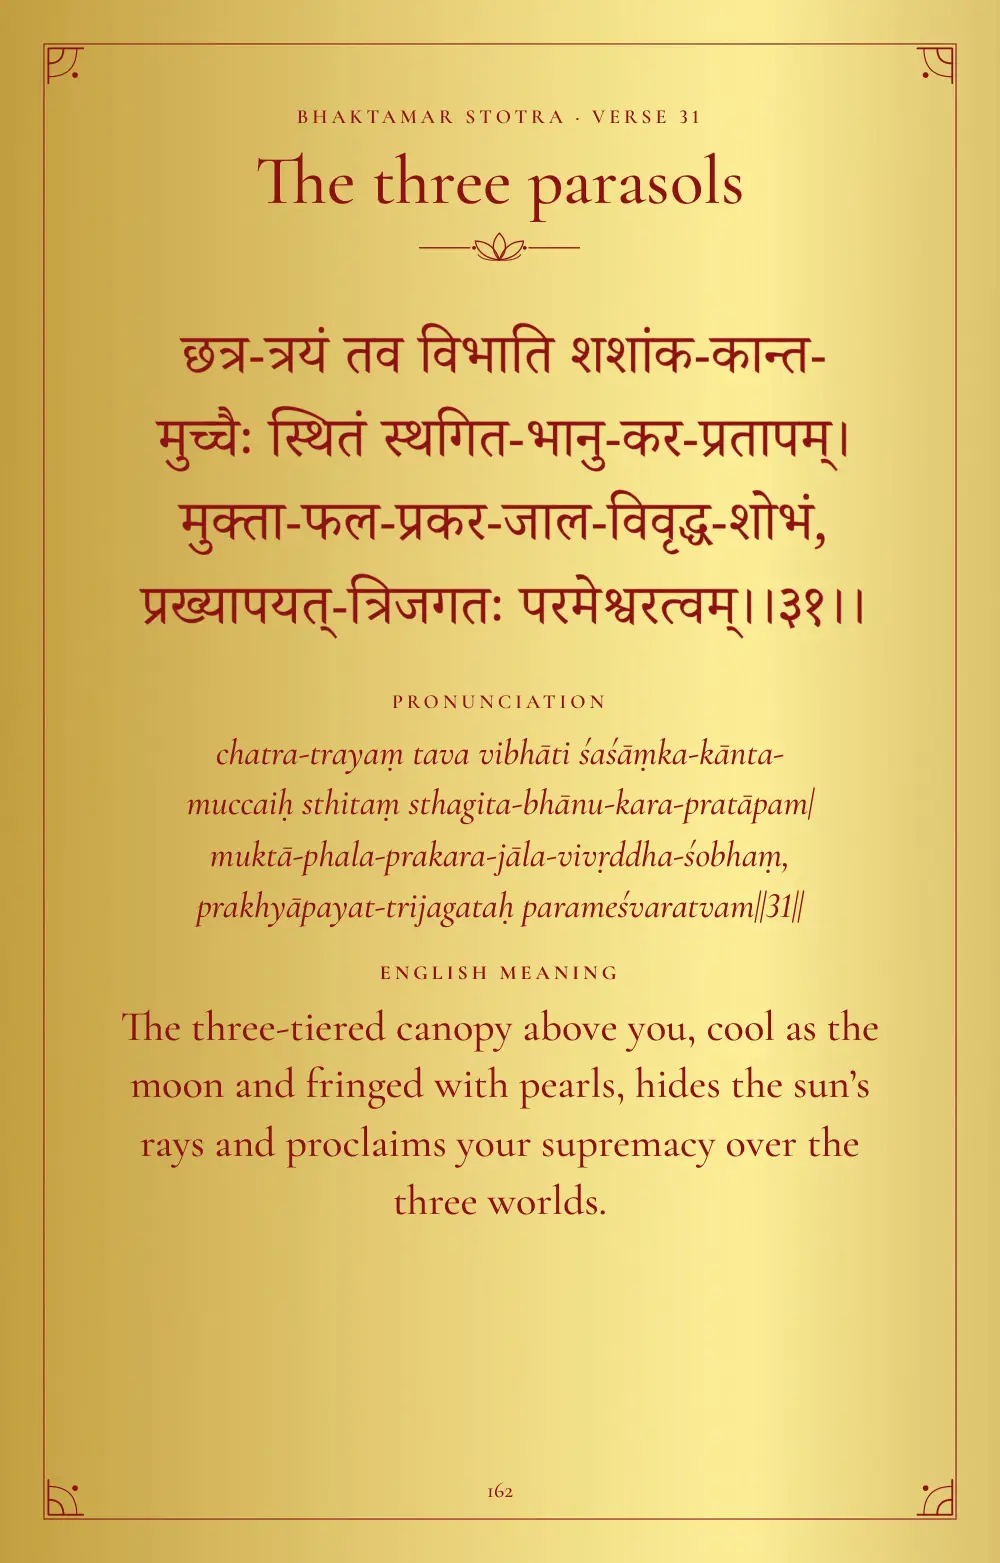 BHAKTAMAR STOTRA · VERSE 31
The three parasols
छत्र-त्रयं तव विभाति शशांक-कान्त-
मुच्चैः स्थितं स्थगित-भानु-कर-प्रतापम्।
मुक्ता-फल-प्रकर-जाल-विवृद्ध-शोभं,
प्रख्यापयत्-त्रिजगतः परमेश्वरत्वम्।।३१।।
PRONUNCIATION
chatra-trayaṃ tava vibhāti śaśāṃka-kānta-
muccaiḥ sthitaṃ sthagita-bhānu-kara-pratāpam|
muktā-phala-prakara-jāla-vivṛddha-śobhaṃ,
prakhyāpayat-trijagataḥ parameśvaratvam||31||
ENGLISH MEANING
The three-tiered canopy above you, cool as the
moon and fringed with pearls, hides the sun’s
rays and proclaims your supremacy over the
three worlds.
162